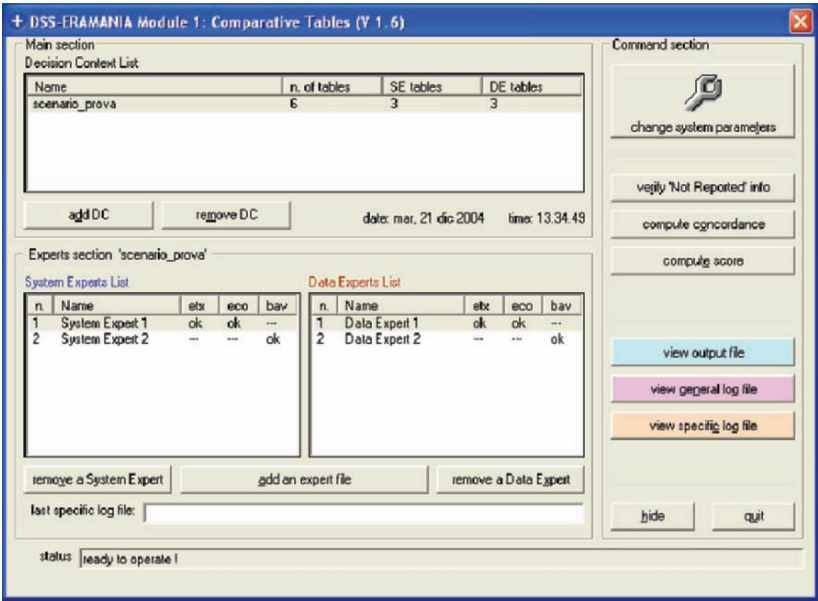 DSS-ERAMANIA Module 1: Comparative Tables (V 1.6)
Main section
Decision Context List
Name n. of tables SE tables DE tables
scenario_prova 6 3 3
add DC remove DC date: mar, 21 dic 2004 time: 13.34.49
Experts section 'scenario_prova'
System Experts List
n. Name etx eco bav
1 System Expert 1 ok ok ---
2 System Expert 2 --- --- ok
Data Experts List
n. Name etx eco bav
1 Data Expert 1 ok ok ---
2 Data Expert 2 --- --- ok
remove a System Expert add an expert file remove a Data Expert
last specific log file:
Command section
change system parameters
verify 'Not Reported' info
compute concordance
compute score
view output file
view general log file
view specific log file
hide quit
status ready to operate !